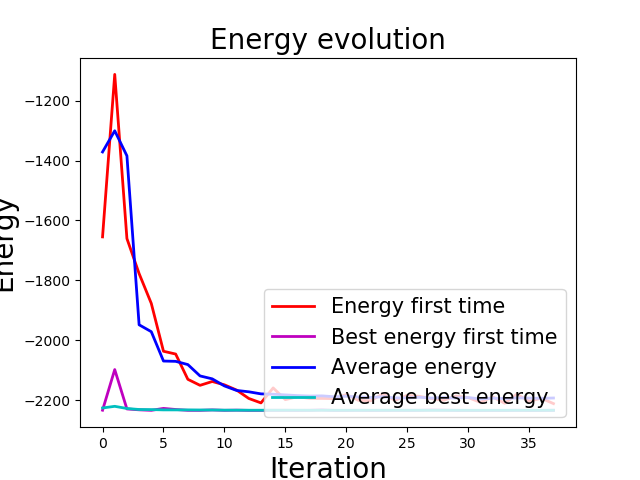 Energy evolution
Energy
−1200
−1400
−1600
−1800
−2000
−2200
Energy first time
Best energy first time
Average energy
Average best energy
0 5 10 15 20 25 30 35
Iteration